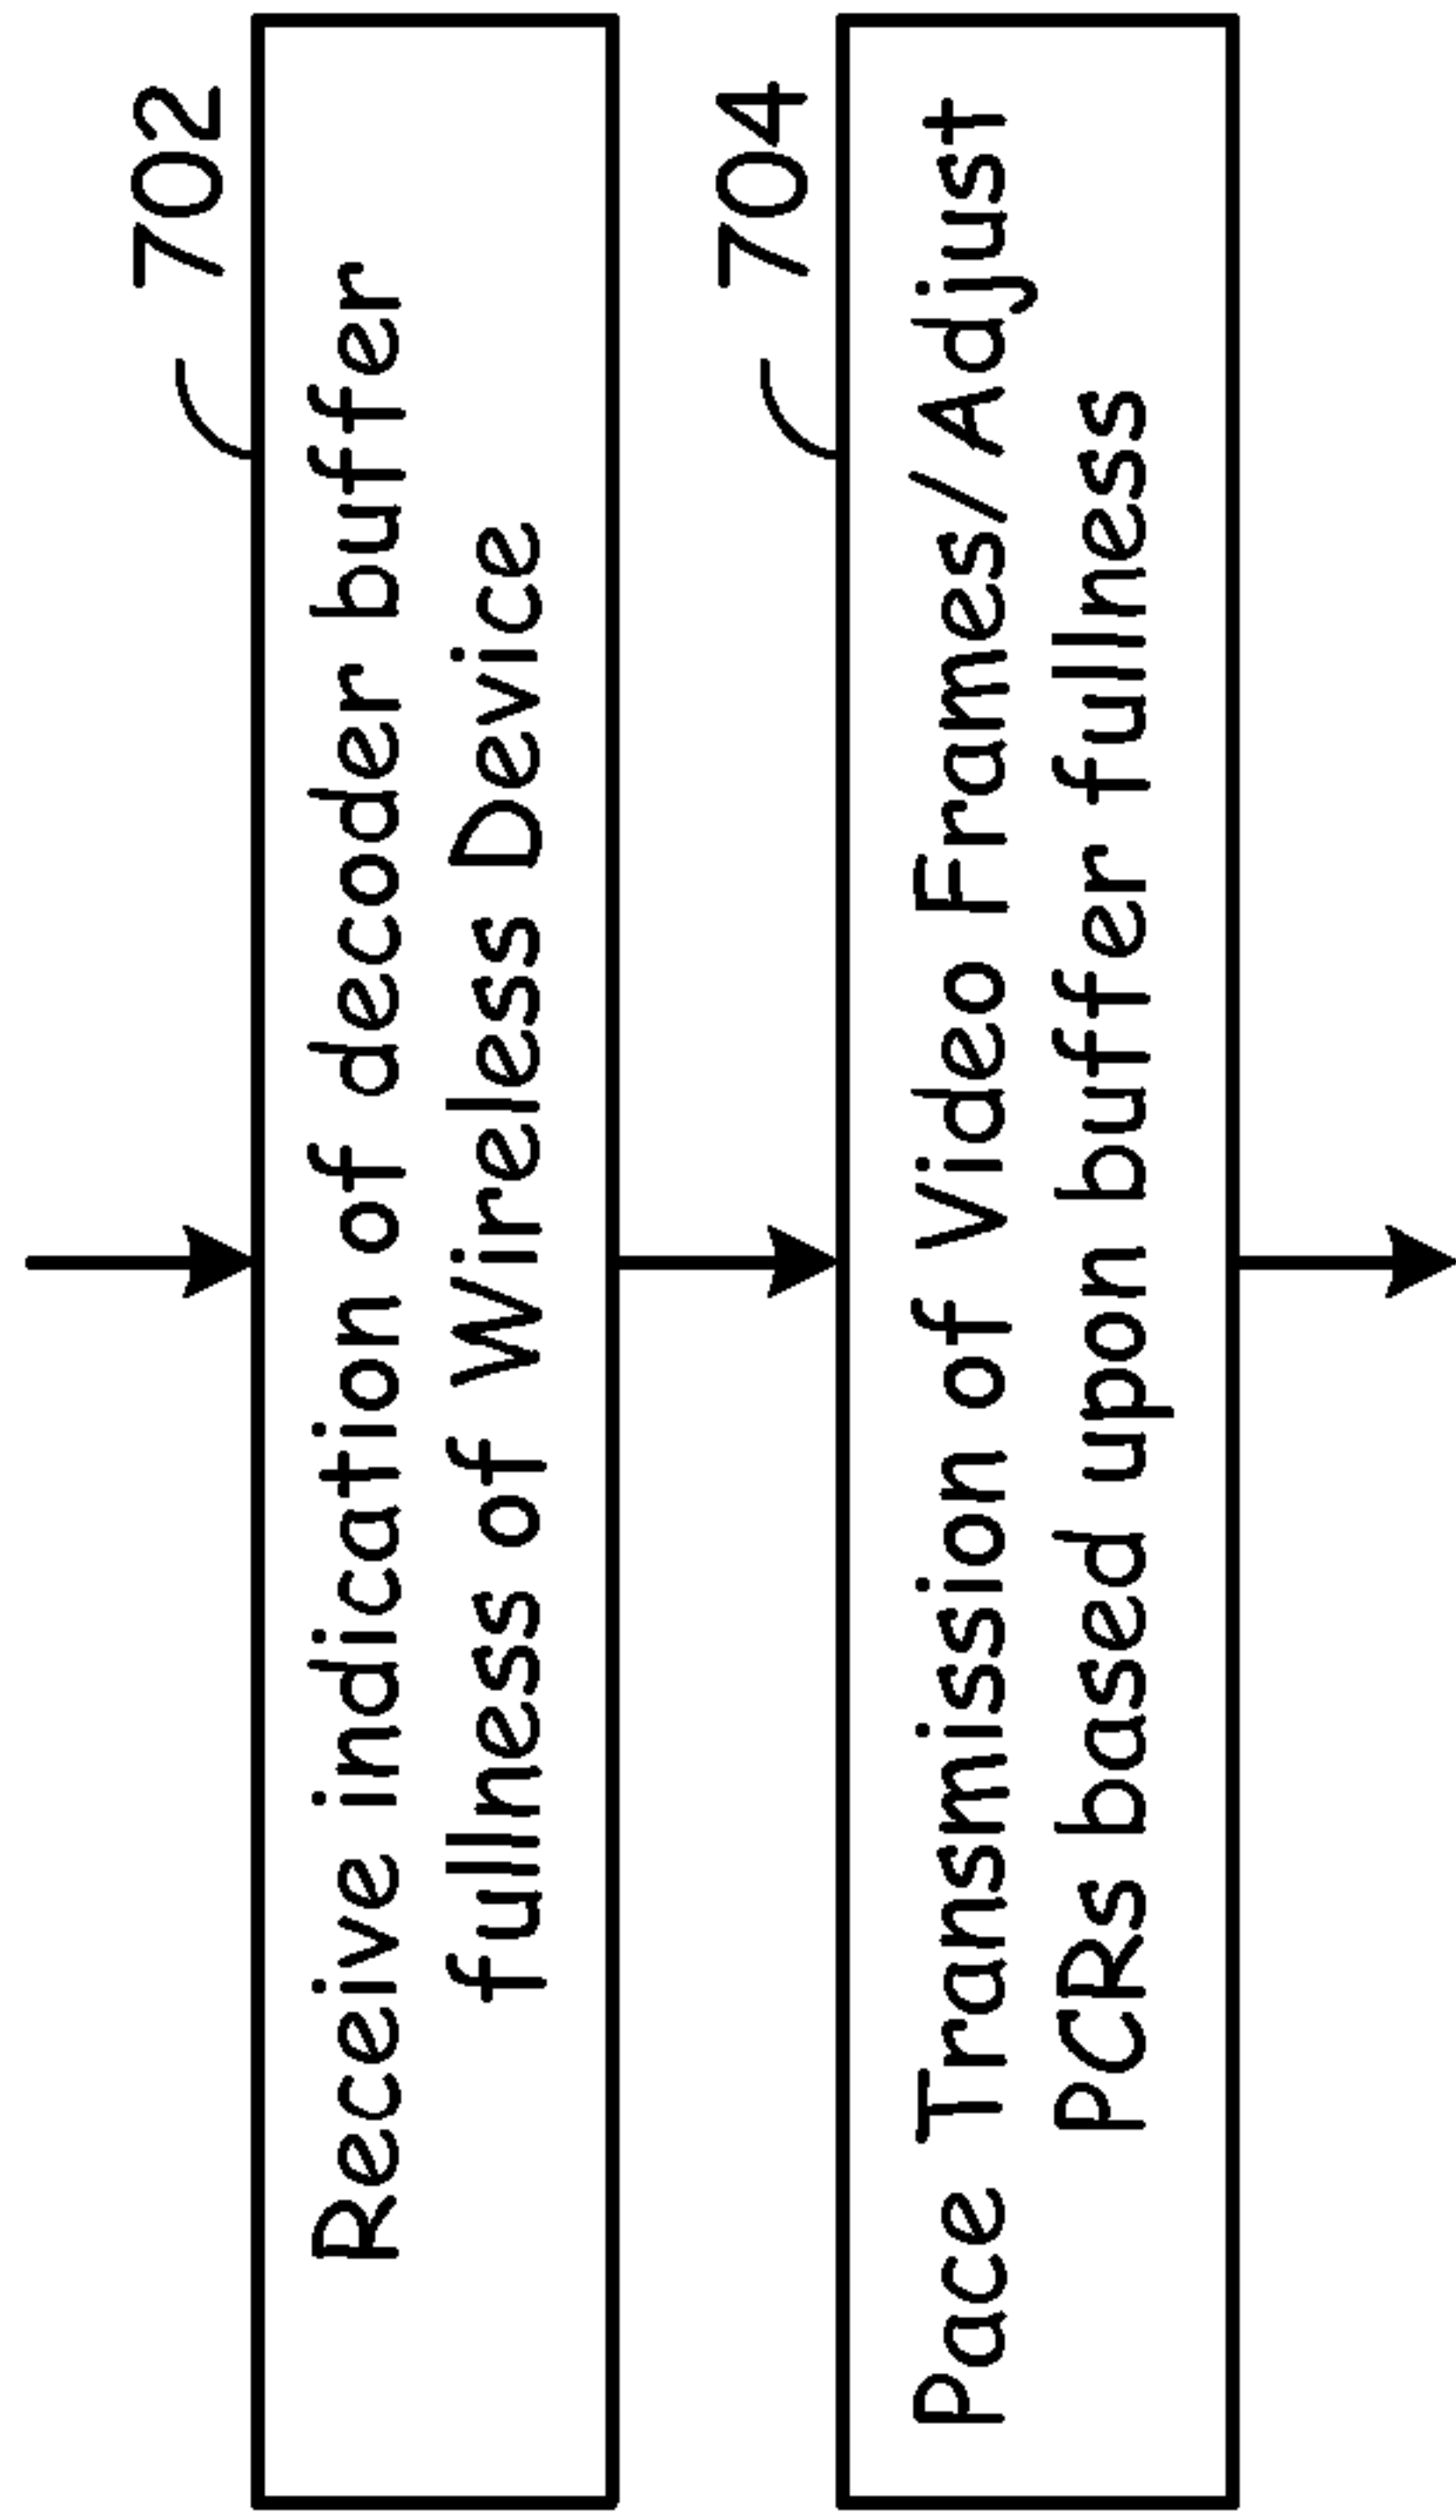 702
Receive indication of decoder buffer
fullness of Wireless Device
704
Pace Transmission of Video Frames/Adjust
PCRs based upon buffer fullness